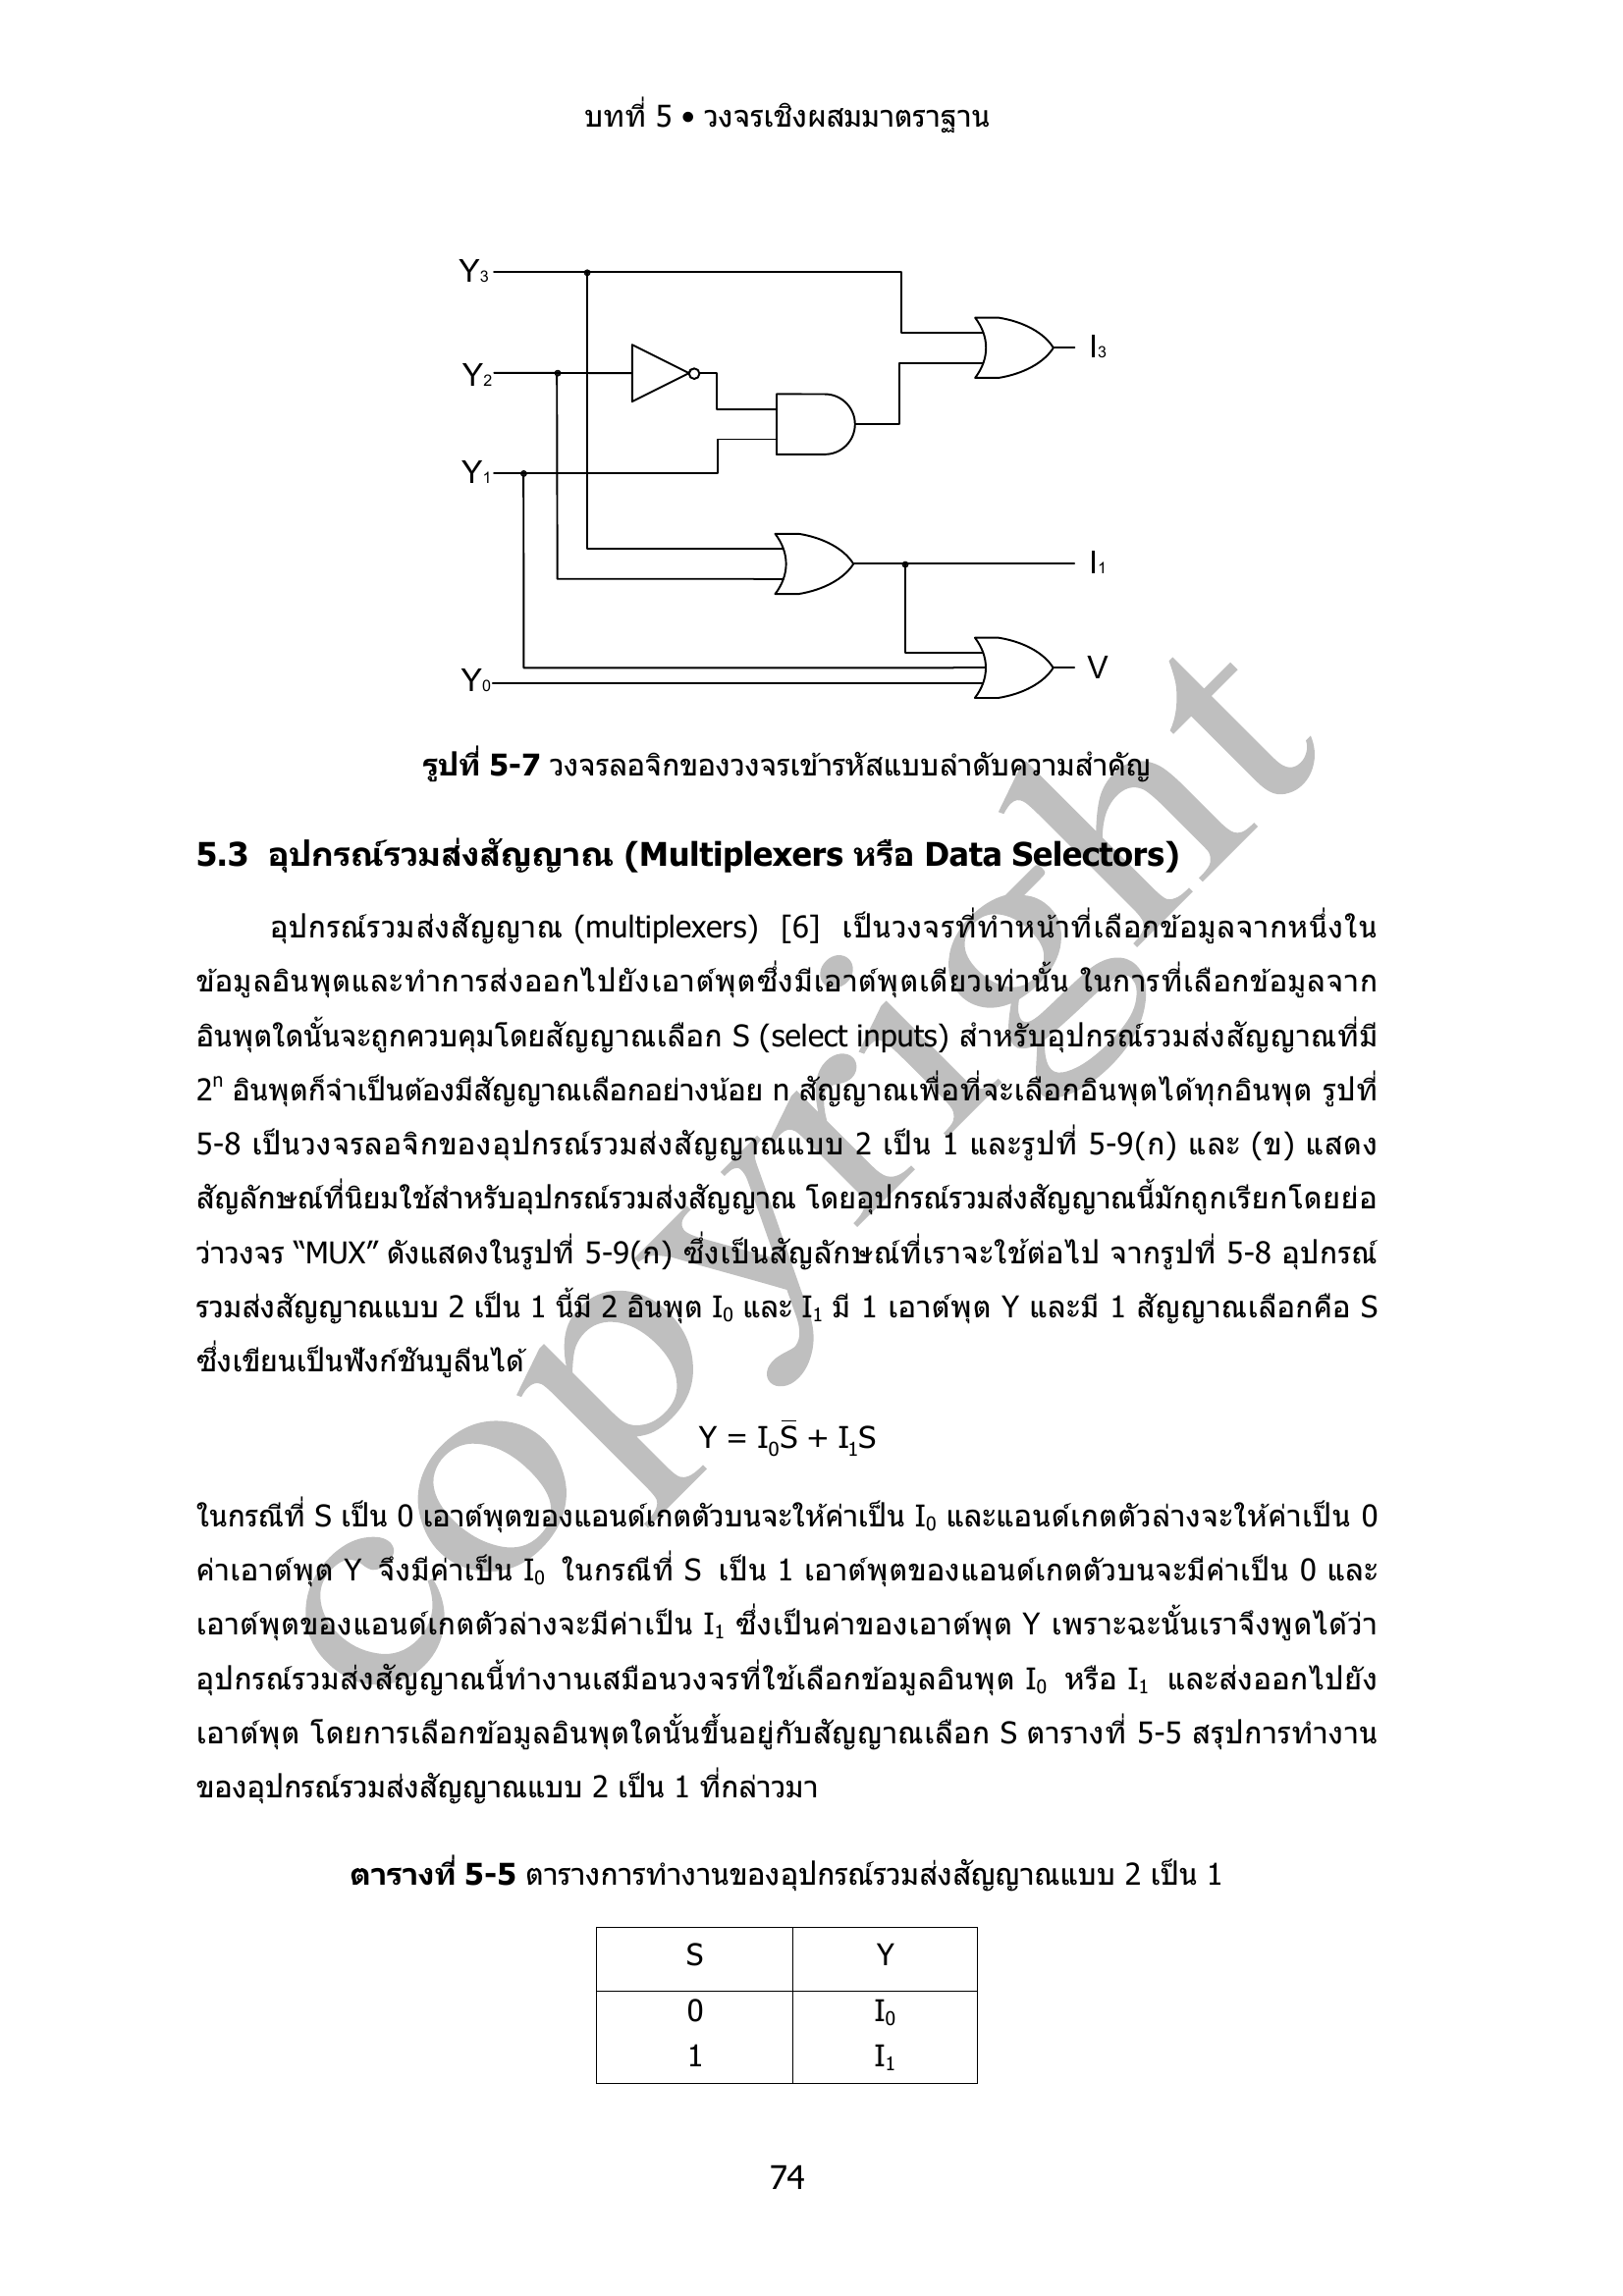 บทที่ 5 • วงจรเชิงผสมมาตราฐาน
Y3
I3
Y2
Y1
I1
V
Y0
รูปที่ 5-7 วงจรลอจิกของวงจรเข้ารหัสแบบลำดับความสำคัญ
5.3 อุปกรณ์รวมส่งสัญญาณ (Multiplexers หรือ Data Selectors)
อุปกรณ์รวมส่งสัญญาณ (multiplexers) [6] เป็นวงจรที่ทำหน้าที่เลือกข้อมูลจากหนึ่งใน
ข้อมูลอินพุตและทำการส่งออกไปยังเอาต์พุตซึ่งมีเอาต์พุตเดียวเท่านั้น ในการที่เลือกข้อมูลจาก
อินพุตใดนั้นจะถูกควบคุมโดยสัญญาณเลือก S (select inputs) สำหรับอุปกรณ์รวมส่งสัญญาณที่มี
2ⁿ อินพุตก็จำเป็นต้องมีสัญญาณเลือกอย่างน้อย n สัญญาณเพื่อที่จะเลือกอินพุตได้ทุกอินพุต รูปที่
5-8 เป็นวงจรลอจิกของอุปกรณ์รวมส่งสัญญาณแบบ 2 เป็น 1 และรูปที่ 5-9(ก) และ (ข) แสดง
สัญลักษณ์ที่นิยมใช้สำหรับอุปกรณ์รวมส่งสัญญาณ โดยอุปกรณ์รวมส่งสัญญาณนี้มักถูกเรียกโดยย่อ
ว่าวงจร “MUX” ดังแสดงในรูปที่ 5-9(ก) ซึ่งเป็นสัญลักษณ์ที่เราจะใช้ต่อไป จากรูปที่ 5-8 อุปกรณ์
รวมส่งสัญญาณแบบ 2 เป็น 1 นี้มี 2 อินพุต I₀ และ I₁ มี 1 เอาต์พุต Y และมี 1 สัญญาณเลือกคือ S
ซึ่งเขียนเป็นฟังก์ชันบูลีนได้
Y = I₀S̅ + I₁S
ในกรณีที่ S เป็น 0 เอาต์พุตของแอนด์เกตตัวบนจะให้ค่าเป็น I₀ และแอนด์เกตตัวล่างจะให้ค่าเป็น 0
ค่าเอาต์พุต Y จึงมีค่าเป็น I₀ ในกรณีที่ S เป็น 1 เอาต์พุตของแอนด์เกตตัวบนจะมีค่าเป็น 0 และ
เอาต์พุตของแอนด์เกตตัวล่างจะมีค่าเป็น I₁ ซึ่งเป็นค่าของเอาต์พุต Y เพราะฉะนั้นเราจึงพูดได้ว่า
อุปกรณ์รวมส่งสัญญาณนี้ทำงานเสมือนวงจรที่ใช้เลือกข้อมูลอินพุต I₀ หรือ I₁ และส่งออกไปยัง
เอาต์พุต โดยการเลือกข้อมูลอินพุตใดนั้นขึ้นอยู่กับสัญญาณเลือก S ตารางที่ 5-5 สรุปการทำงาน
ของอุปกรณ์รวมส่งสัญญาณแบบ 2 เป็น 1 ที่กล่าวมา
ตารางที่ 5-5 ตารางการทำงานของอุปกรณ์รวมส่งสัญญาณแบบ 2 เป็น 1
S Y
0 I₀
1 I₁
74
copyright